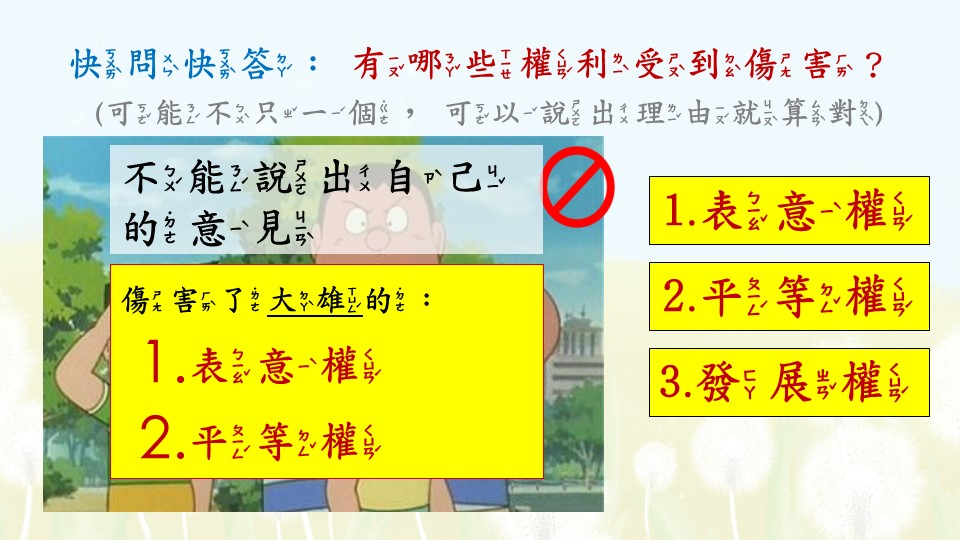 快問快答：有哪些權利受到傷害？
(可能不只一個，可以說出理由就算對)
不能說出自己
的意見
傷害了大雄的：
1.表意權
2.平等權
1.表意權
2.平等權
3.發展權